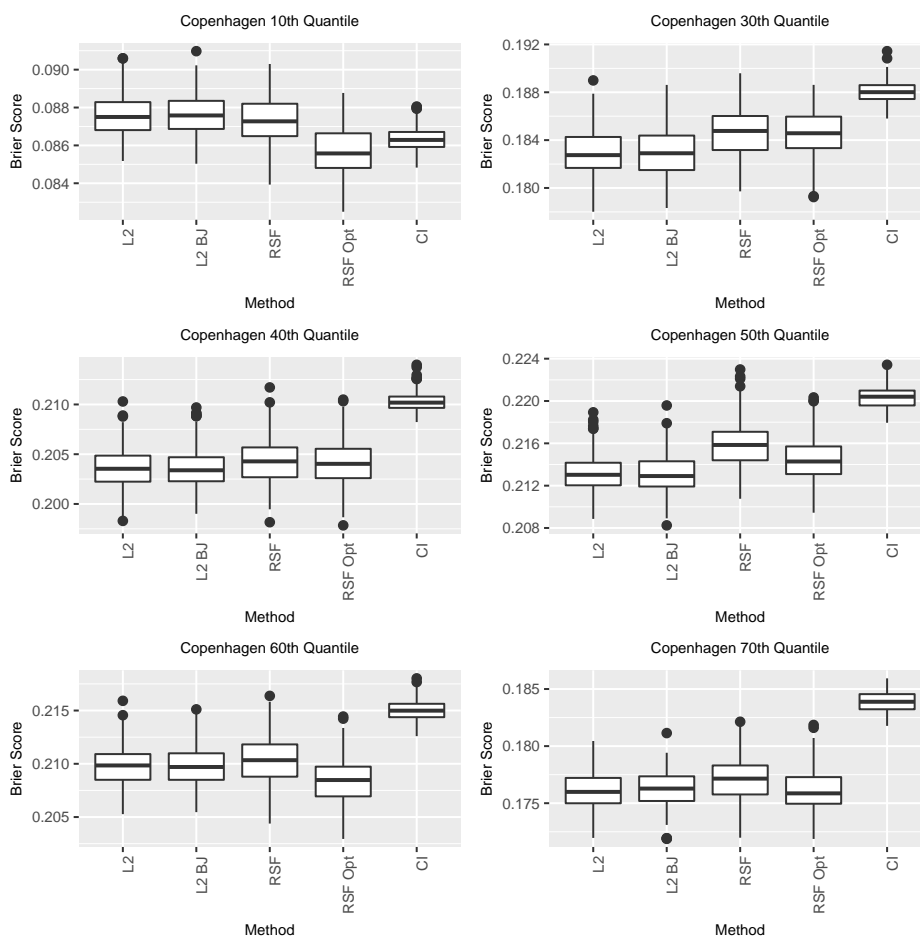 Copenhagen 10th Quantile
Brier Score
0.090
0.088
0.086
0.084
L2
L2 BJ
RSF
RSF Opt
CI
Method
Copenhagen 30th Quantile
Brier Score
0.192
0.188
0.184
0.180
L2
L2 BJ
RSF
RSF Opt
CI
Method
Copenhagen 40th Quantile
Brier Score
0.210
0.205
0.200
L2
L2 BJ
RSF
RSF Opt
CI
Method
Copenhagen 50th Quantile
Brier Score
0.224
0.220
0.216
0.212
0.208
L2
L2 BJ
RSF
RSF Opt
CI
Method
Copenhagen 60th Quantile
Brier Score
0.215
0.210
0.205
L2
L2 BJ
RSF
RSF Opt
CI
Method
Copenhagen 70th Quantile
Brier Score
0.185
0.180
0.175
L2
L2 BJ
RSF
RSF Opt
CI
Method